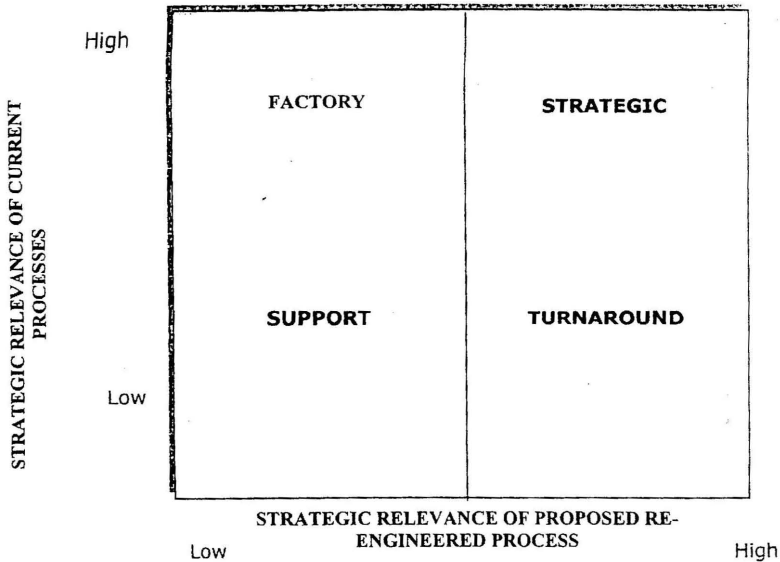 High
FACTORY
STRATEGIC
STRATEGIC RELEVANCE OF CURRENT
PROCESSES
SUPPORT
TURNAROUND
Low
STRATEGIC RELEVANCE OF PROPOSED RE-
ENGINEERED PROCESS
Low
High